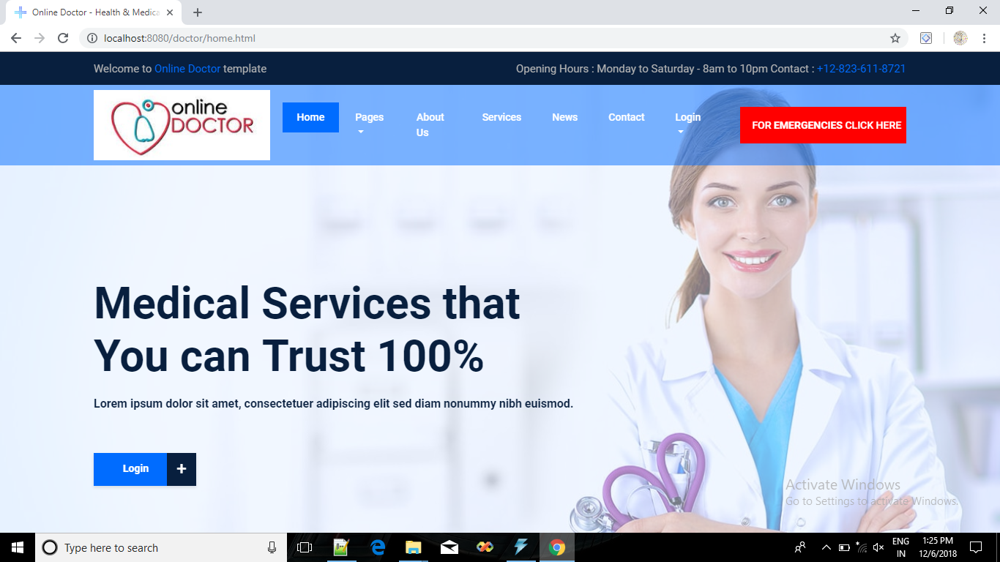 Online Doctor - Health & Medica
localhost:8080/doctor/home.html
Welcome to Online Doctor template
Opening Hours : Monday to Saturday - 8am to 10pm Contact : +12-823-611-8721
online
DOCTOR
Home
Pages
About
Us
Services
News
Contact
Login
FOR EMERGENCIES CLICK HERE
Medical Services that
You can Trust 100%
Lorem ipsum dolor sit amet, consectetuer adipiscing elit sed diam nonummy nibh euismod.
Login +
Activate Windows
Go to Settings to activate Windows.
Type here to search
ENG
IN
1:25 PM
12/6/2018